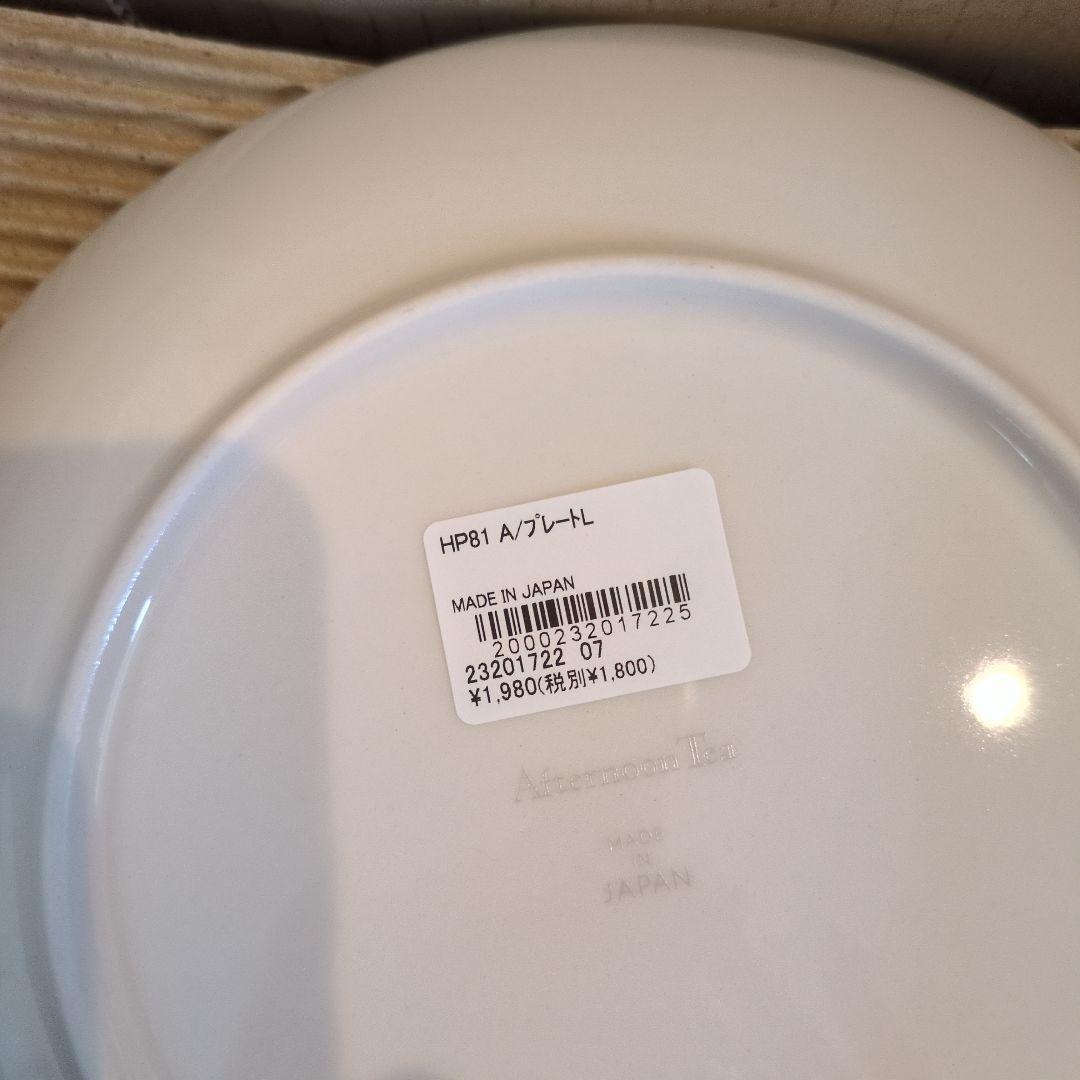 HP81 A/プレートL
MADE IN JAPAN
2000232017225
23201722 07
¥1,980(税別¥1,800)
Afternoon Tea
MADE
IN
JAPAN